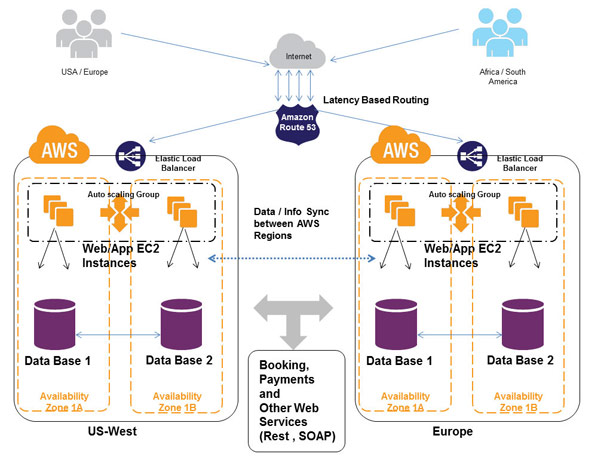 USA / Europe
Internet
Africa / South
America
Latency Based Routing
Amazon
Route 53
AWS
Elastic Load
Balancer
Auto scaling Group
Web/App EC2
Instances
Data Base 1
Data Base 2
Availability
Zone 1A
Availability
Zone 1B
US-West
Data / Info Sync
between AWS
Regions
Booking,
Payments
and
Other Web
Services
(Rest , SOAP)
AWS
Elastic Load
Balancer
Auto scaling Group
Web/App EC2
Instances
Data Base 1
Data Base 2
Availability
Zone 1A
Availability
Zone 1B
Europe